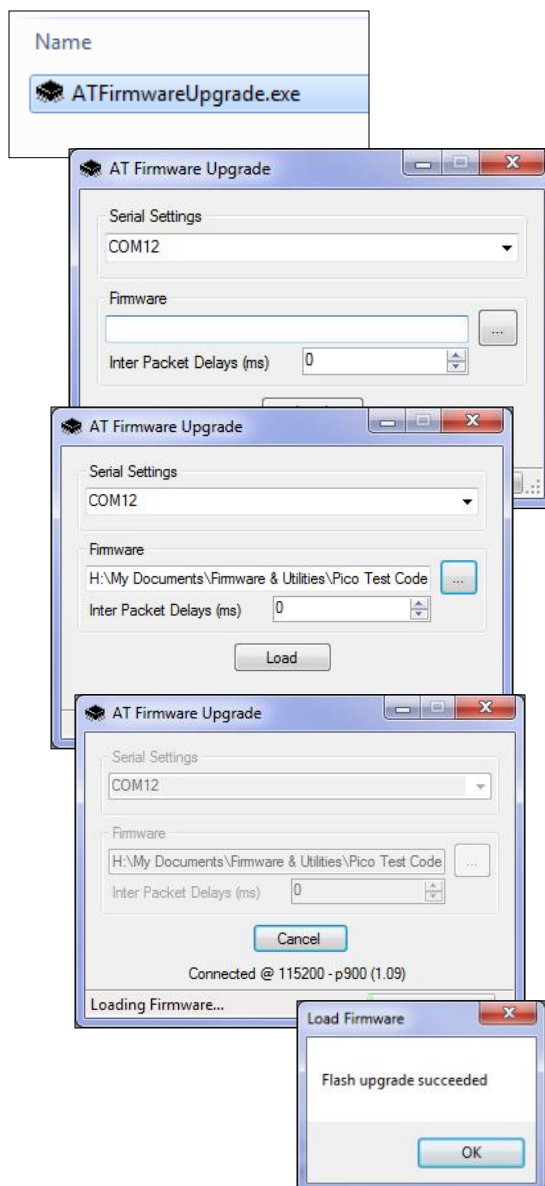 Name
ATFirmwareUpgrade.exe
AT Firmware Upgrade
Serial Settings
COM12
Firmware
...
Inter Packet Delays (ms)
0
AT Firmware Upgrade
Serial Settings
COM12
Firmware
H:\My Documents\Firmware & Utilities\Pico Test Code
...
Inter Packet Delays (ms)
0
Load
AT Firmware Upgrade
Serial Settings
COM12
Firmware
H:\My Documents\Firmware & Utilities\Pico Test Code
...
Inter Packet Delays (ms)
0
Cancel
Connected @ 115200 - p900 (1.09)
Loading Firmware...
Load Firmware
Flash upgrade succeeded
OK